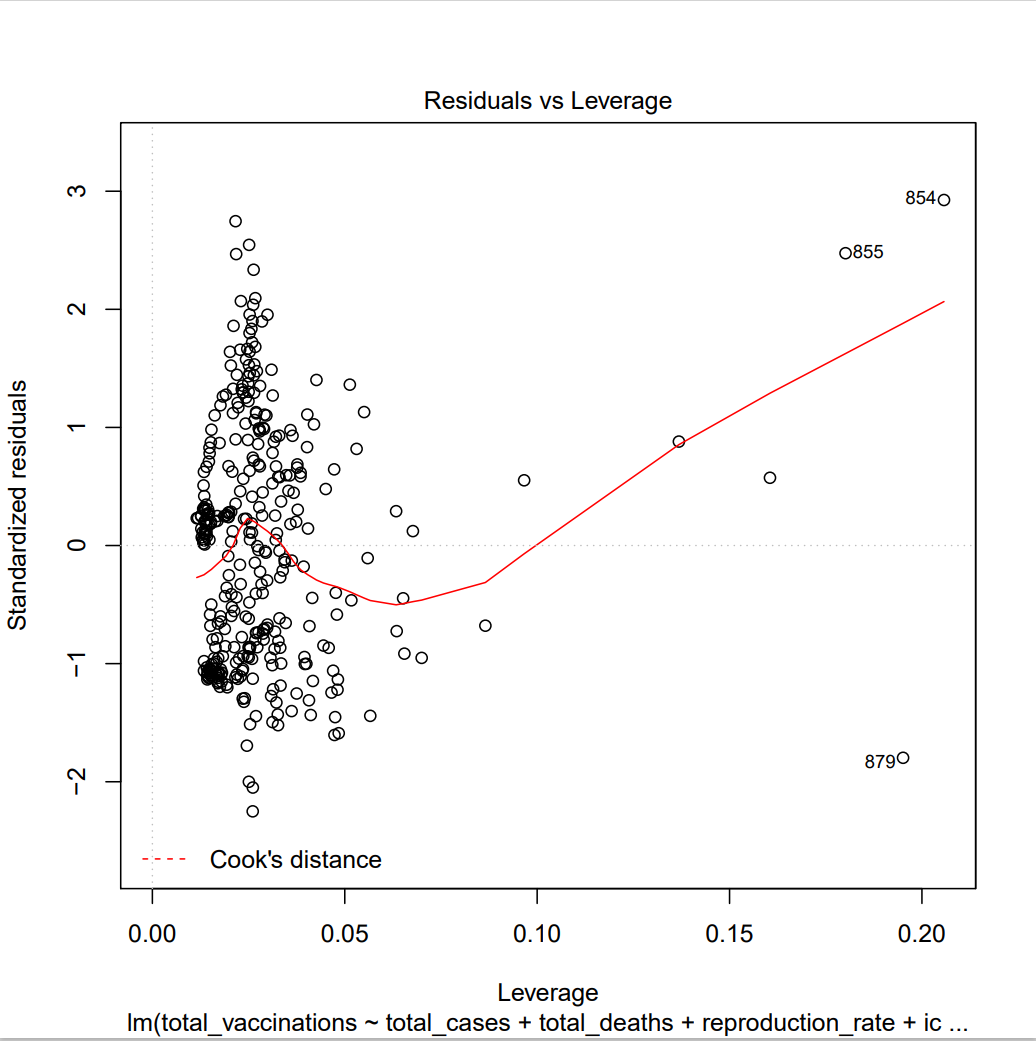 Residuals vs Leverage
Standardized residuals
3
2
1
0
−1
−2
854
855
879
Cook's distance
0.00 0.05 0.10 0.15 0.20
Leverage
lm(total_vaccinations ~ total_cases + total_deaths + reproduction_rate + ic ...